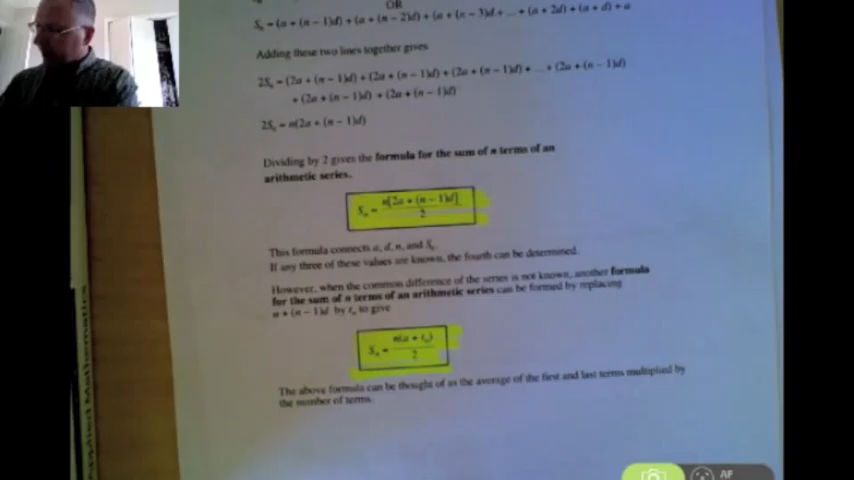 OR
Sₙ = (a + (n − 1)d) + (a + (n − 2)d) + (a + (n − 3)d + ... + (a + 2d) + (a + d) + a
Adding these two lines together gives
2Sₙ = (2a + (n − 1)d) + (2a + (n − 1)d) + (2a + (n − 1)d) + ... + (2a + (n − 1)d)
+ (2a + (n − 1)d) + (2a + (n − 1)d)
2Sₙ = n(2a + (n − 1)d)
Dividing by 2 gives the formula for the sum of n terms of an
arithmetic series.
Sₙ = n[2a + (n − 1)d] / 2
This formula connects a, d, n, and Sₙ.
If any three of these values are known, the fourth can be determined.
However, when the common difference of the series is not known, another formula
for the sum of n terms of an arithmetic series can be formed by replacing
a + (n − 1)d by tₙ to give
Sₙ = n(a + tₙ) / 2
The above formula can be thought of as the average of the first and last terms multiplied by
the number of terms.
Applied Mathematics
AF